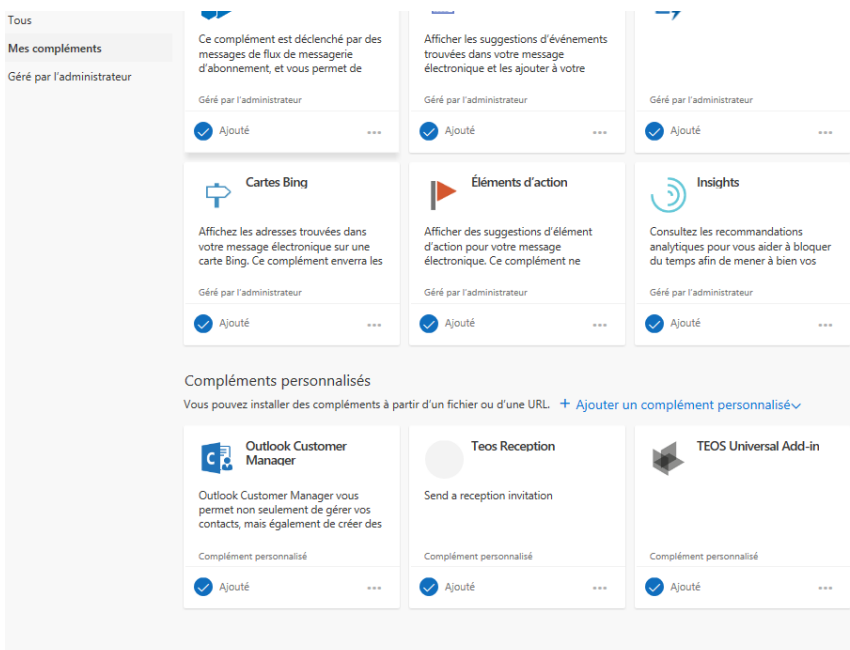 Tous
Mes compléments
Géré par l'administrateur
Ce complément est déclenché par des
messages de flux de messagerie
d'abonnement, et vous permet de
Géré par l'administrateur
Ajouté
Afficher les suggestions d'événements
trouvées dans votre message
électronique et les ajouter à votre
Géré par l'administrateur
Ajouté
Géré par l'administrateur
Ajouté
Cartes Bing
Affichez les adresses trouvées dans
votre message électronique sur une
carte Bing. Ce complément enverra les
Géré par l'administrateur
Ajouté
Éléments d'action
Afficher des suggestions d'élément
d'action pour votre message
électronique. Ce complément ne
Géré par l'administrateur
Ajouté
Insights
Consultez les recommandations
analytiques pour vous aider à bloquer
du temps afin de mener à bien vos
Géré par l'administrateur
Ajouté
Compléments personnalisés
Vous pouvez installer des compléments à partir d'un fichier ou d'une URL. + Ajouter un complément personnalisé
Outlook Customer
Manager
Outlook Customer Manager vous
permet non seulement de gérer vos
contacts, mais également de créer des
Complément personnalisé
Ajouté
Teos Reception
Send a reception invitation
Complément personnalisé
Ajouté
TEOS Universal Add-in
Complément personnalisé
Ajouté